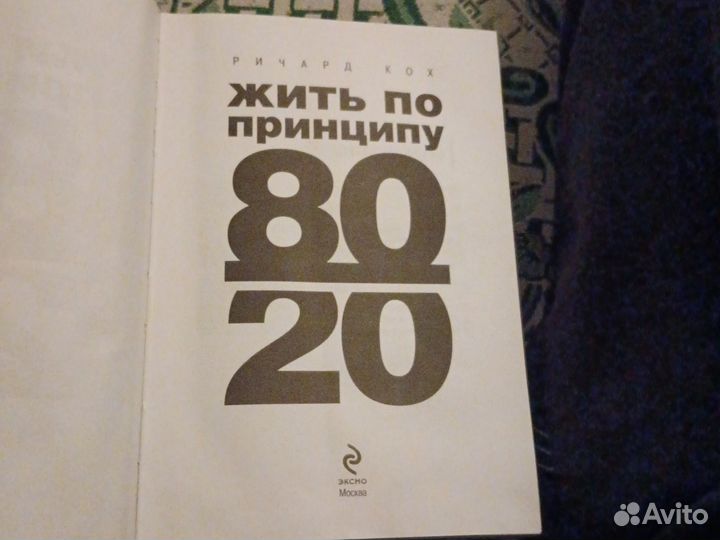 РИЧАРД КОХ
ЖИТЬ ПО
ПРИНЦИПУ
80
20
ЭКСМО
Москва
Avito